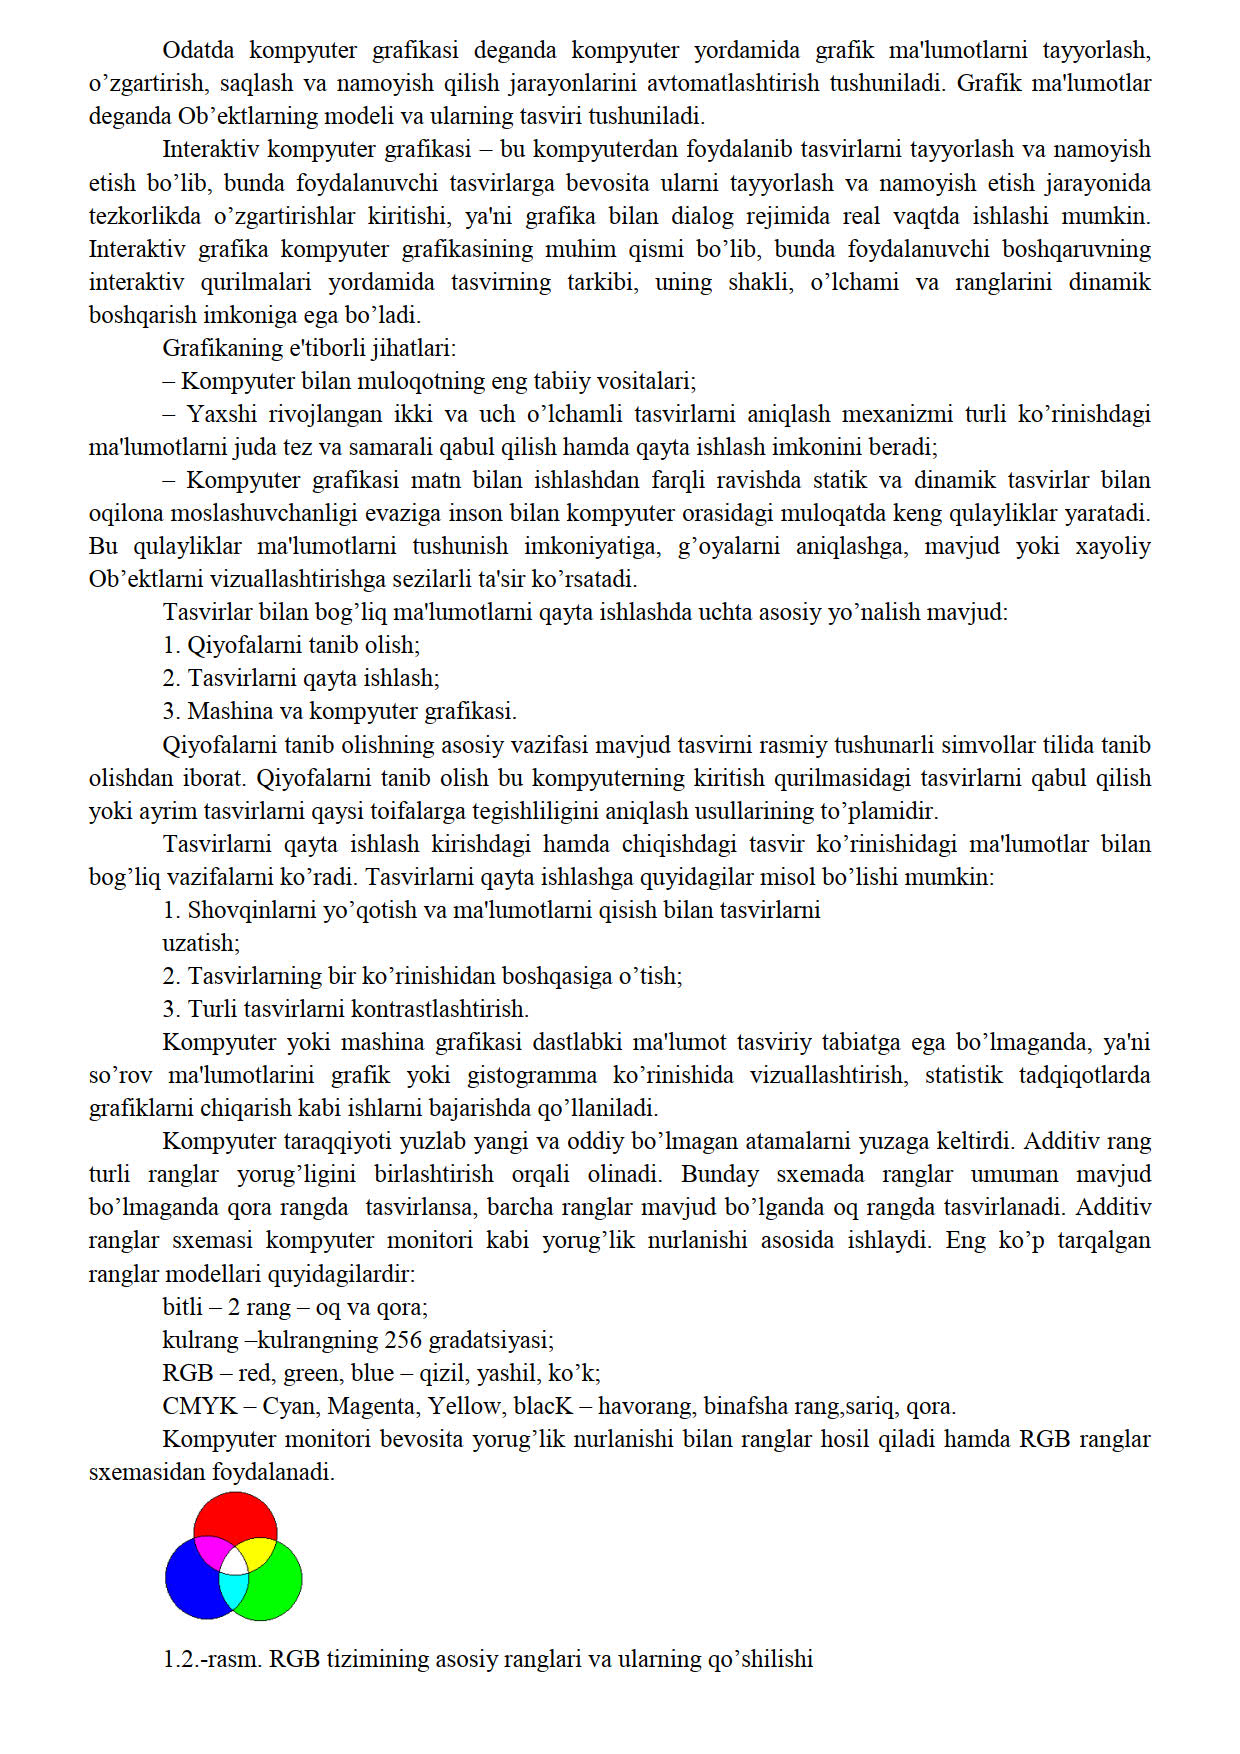 Odatda kompyuter grafikasi deganda kompyuter yordamida grafik ma'lumotlarni tayyorlash,
o’zgartirish, saqlash va namoyish qilish jarayonlarini avtomatlashtirish tushuniladi. Grafik ma'lumotlar
deganda Ob’ektlarning modeli va ularning tasviri tushuniladi.
Interaktiv kompyuter grafikasi – bu kompyuterdan foydalanib tasvirlarni tayyorlash va namoyish
etish bo’lib, bunda foydalanuvchi tasvirlarga bevosita ularni tayyorlash va namoyish etish jarayonida
tezkorlikda o’zgartirishlar kiritishi, ya'ni grafika bilan dialog rejimida real vaqtda ishlashi mumkin.
Interaktiv grafika kompyuter grafikasining muhim qismi bo’lib, bunda foydalanuvchi boshqaruvning
interaktiv qurilmalari yordamida tasvirning tarkibi, uning shakli, o’lchami va ranglarini dinamik
boshqarish imkoniga ega bo’ladi.
Grafikaning e'tiborli jihatlari:
– Kompyuter bilan muloqotning eng tabiiy vositalari;
– Yaxshi rivojlangan ikki va uch o’lchamli tasvirlarni aniqlash mexanizmi turli ko’rinishdagi
ma'lumotlarni juda tez va samarali qabul qilish hamda qayta ishlash imkonini beradi;
– Kompyuter grafikasi matn bilan ishlashdan farqli ravishda statik va dinamik tasvirlar bilan
oqilona moslashuvchanligi evaziga inson bilan kompyuter orasidagi muloqatda keng qulayliklar yaratadi.
Bu qulayliklar ma'lumotlarni tushunish imkoniyatiga, g’oyalarni aniqlashga, mavjud yoki xayoliy
Ob’ektlarni vizuallashtirishga sezilarli ta'sir ko’rsatadi.
Tasvirlar bilan bog’liq ma'lumotlarni qayta ishlashda uchta asosiy yo’nalish mavjud:
1. Qiyofalarni tanib olish;
2. Tasvirlarni qayta ishlash;
3. Mashina va kompyuter grafikasi.
Qiyofalarni tanib olishning asosiy vazifasi mavjud tasvirni rasmiy tushunarli simvollar tilida tanib
olishdan iborat. Qiyofalarni tanib olish bu kompyuterning kiritish qurilmasidagi tasvirlarni qabul qilish
yoki ayrim tasvirlarni qaysi toifalarga tegishliligini aniqlash usullarining to’plamidir.
Tasvirlarni qayta ishlash kirishdagi hamda chiqishdagi tasvir ko’rinishidagi ma'lumotlar bilan
bog’liq vazifalarni ko’radi. Tasvirlarni qayta ishlashga quyidagilar misol bo’lishi mumkin:
1. Shovqinlarni yo’qotish va ma'lumotlarni qisish bilan tasvirlarni
uzatish;
2. Tasvirlarning bir ko’rinishidan boshqasiga o’tish;
3. Turli tasvirlarni kontrastlashtirish.
Kompyuter yoki mashina grafikasi dastlabki ma'lumot tasviriy tabiatga ega bo’lmaganda, ya'ni
so’rov ma'lumotlarini grafik yoki gistogramma ko’rinishida vizuallashtirish, statistik tadqiqotlarda
grafiklarni chiqarish kabi ishlarni bajarishda qo’llaniladi.
Kompyuter taraqqiyoti yuzlab yangi va oddiy bo’lmagan atamalarni yuzaga keltirdi. Additiv rang
turli ranglar yorug’ligini birlashtirish orqali olinadi. Bunday sxemada ranglar umuman mavjud
bo’lmaganda qora rangda  tasvirlansa, barcha ranglar mavjud bo’lganda oq rangda tasvirlanadi. Additiv
ranglar sxemasi kompyuter monitori kabi yorug’lik nurlanishi asosida ishlaydi. Eng ko’p tarqalgan
ranglar modellari quyidagilardir:
bitli – 2 rang – oq va qora;
kulrang –kulrangning 256 gradatsiyasi;
RGB – red, green, blue – qizil, yashil, ko’k;
CMYK – Cyan, Magenta, Yellow, blacK – havorang, binafsha rang,sariq, qora.
Kompyuter monitori bevosita yorug’lik nurlanishi bilan ranglar hosil qiladi hamda RGB ranglar
sxemasidan foydalanadi.
1.2.-rasm. RGB tizimining asosiy ranglari va ularning qo’shilishi